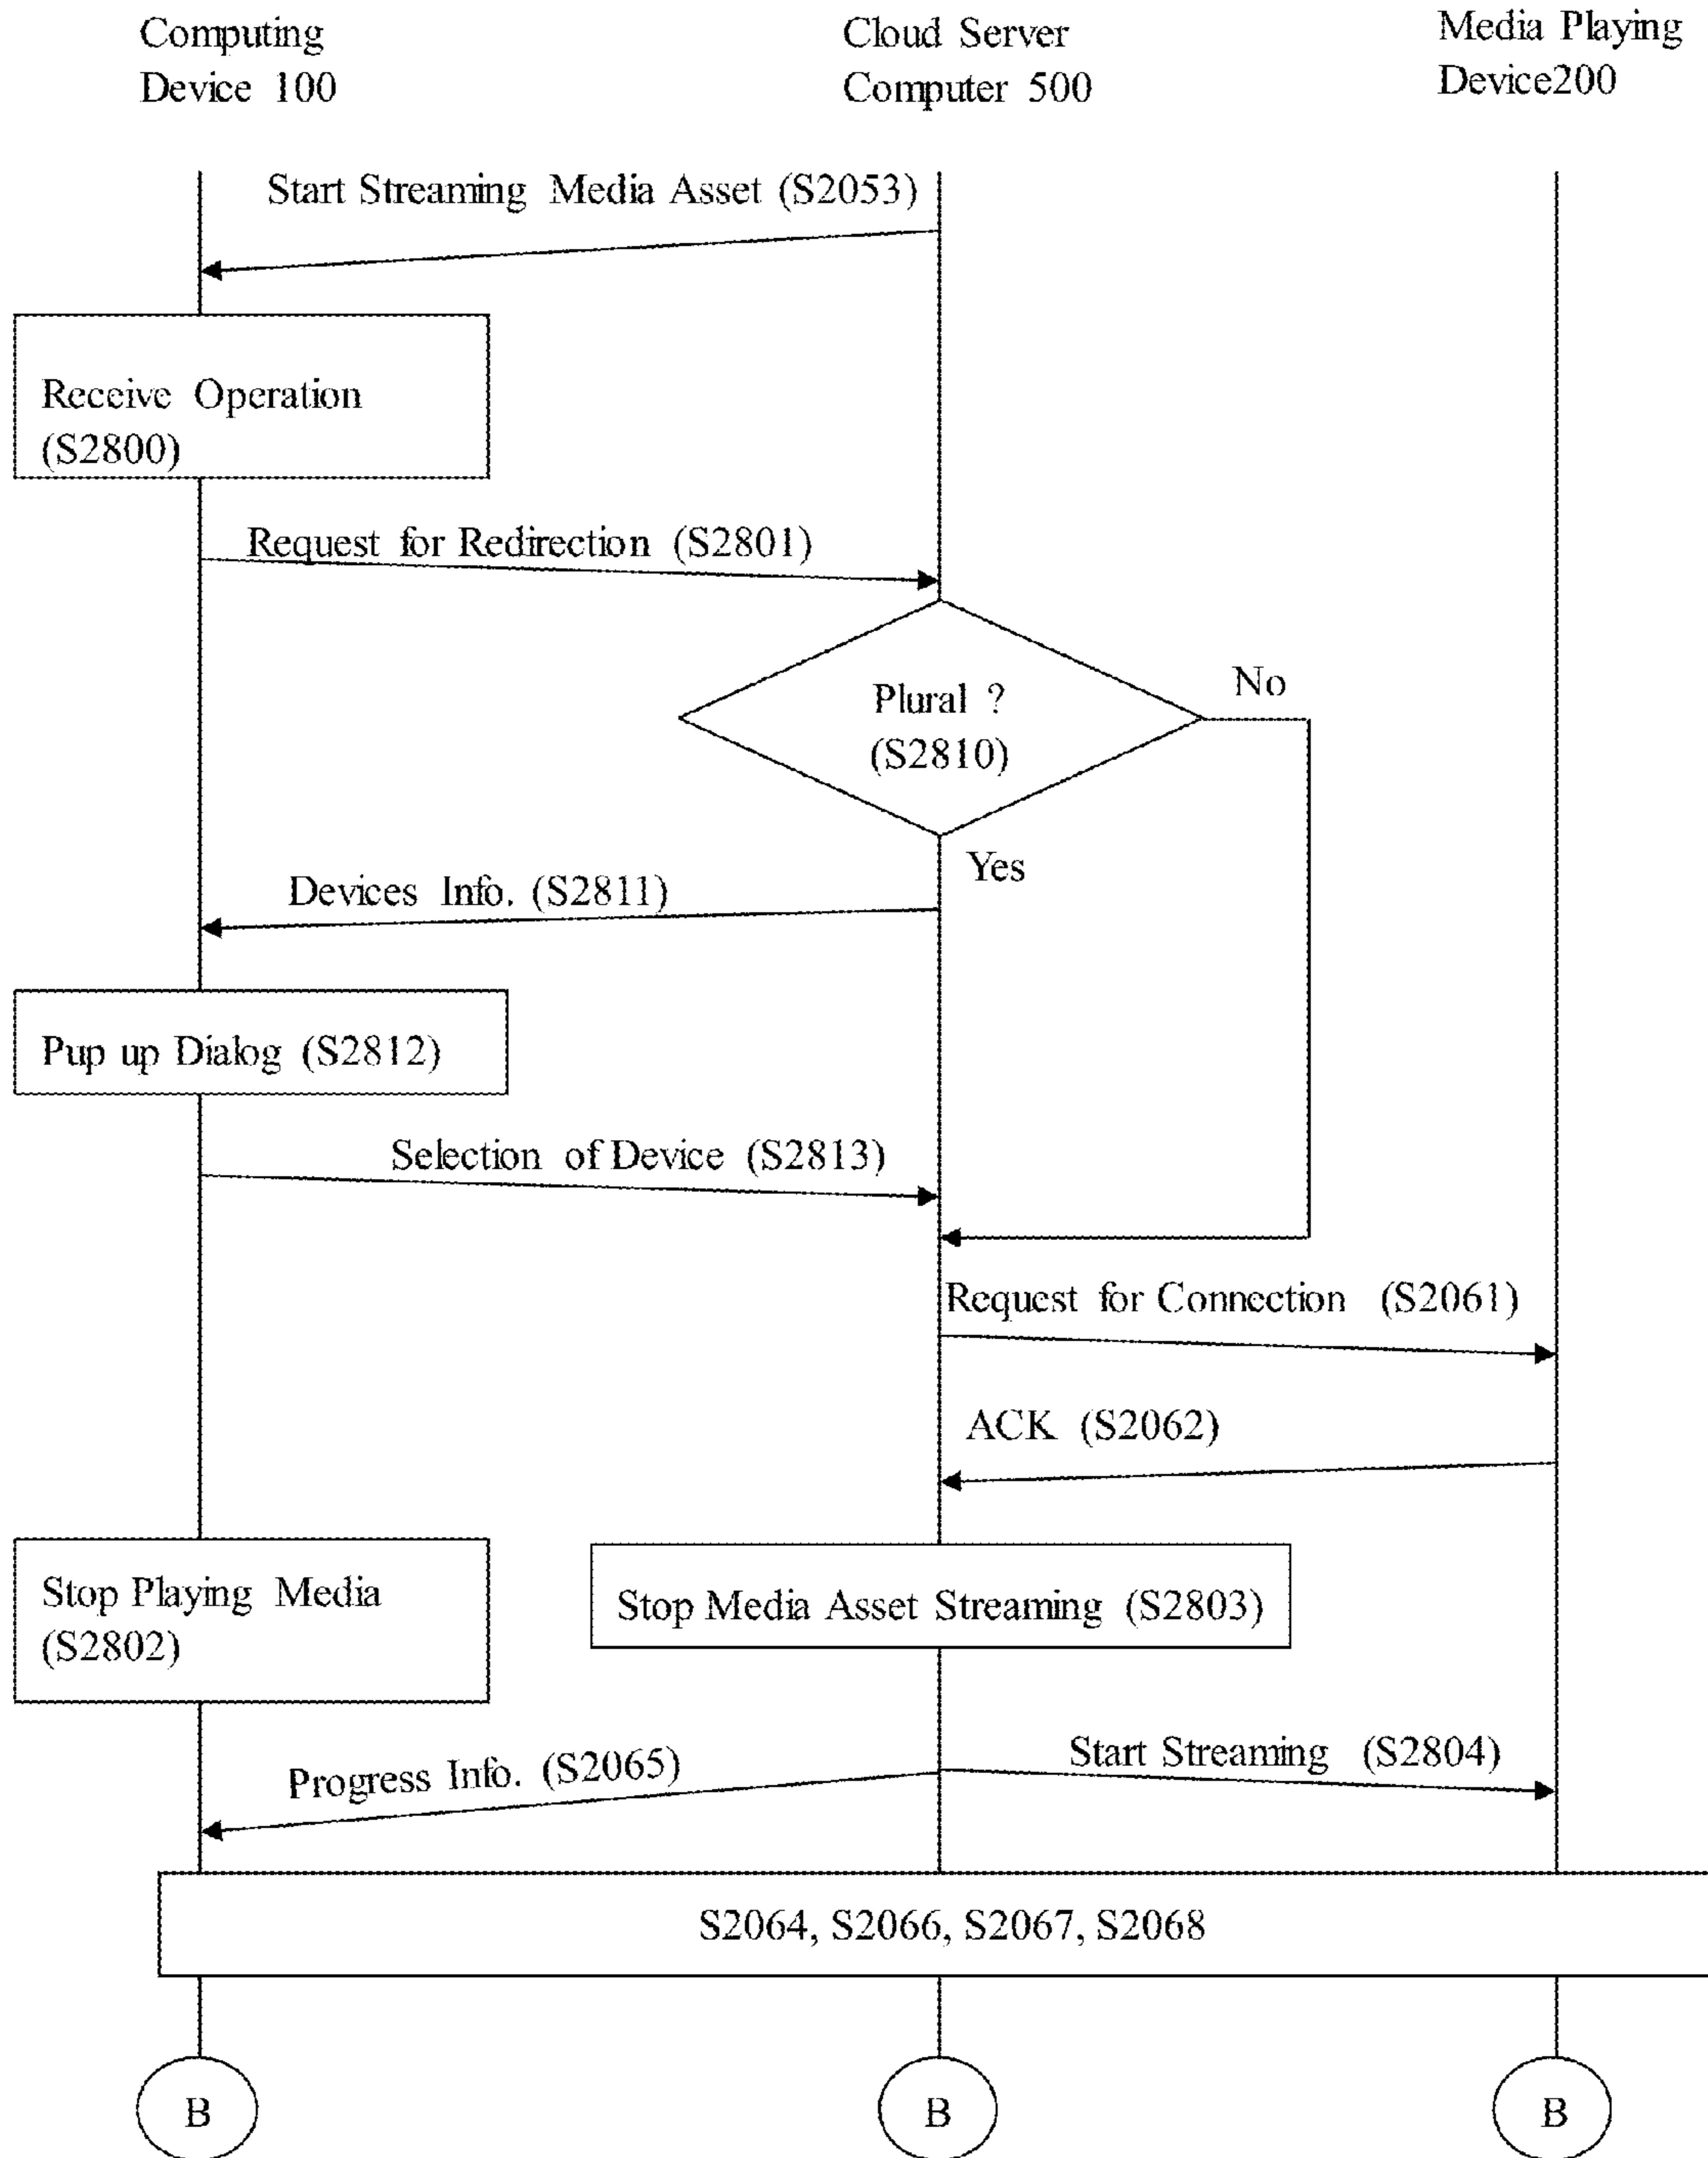 Computing
Device 100
Cloud Server
Computer 500
Media Playing
Device200
Start Streaming Media Asset (S2053)
Receive Operation
(S2800)
Request for Redirection (S2801)
Plural ?
(S2810)
No
Yes
Devices Info. (S2811)
Pup up Dialog (S2812)
Selection of Device (S2813)
Request for Connection (S2061)
ACK (S2062)
Stop Playing Media
(S2802)
Stop Media Asset Streaming (S2803)
Progress Info. (S2065)
Start Streaming (S2804)
S2064, S2066, S2067, S2068
B
B
B